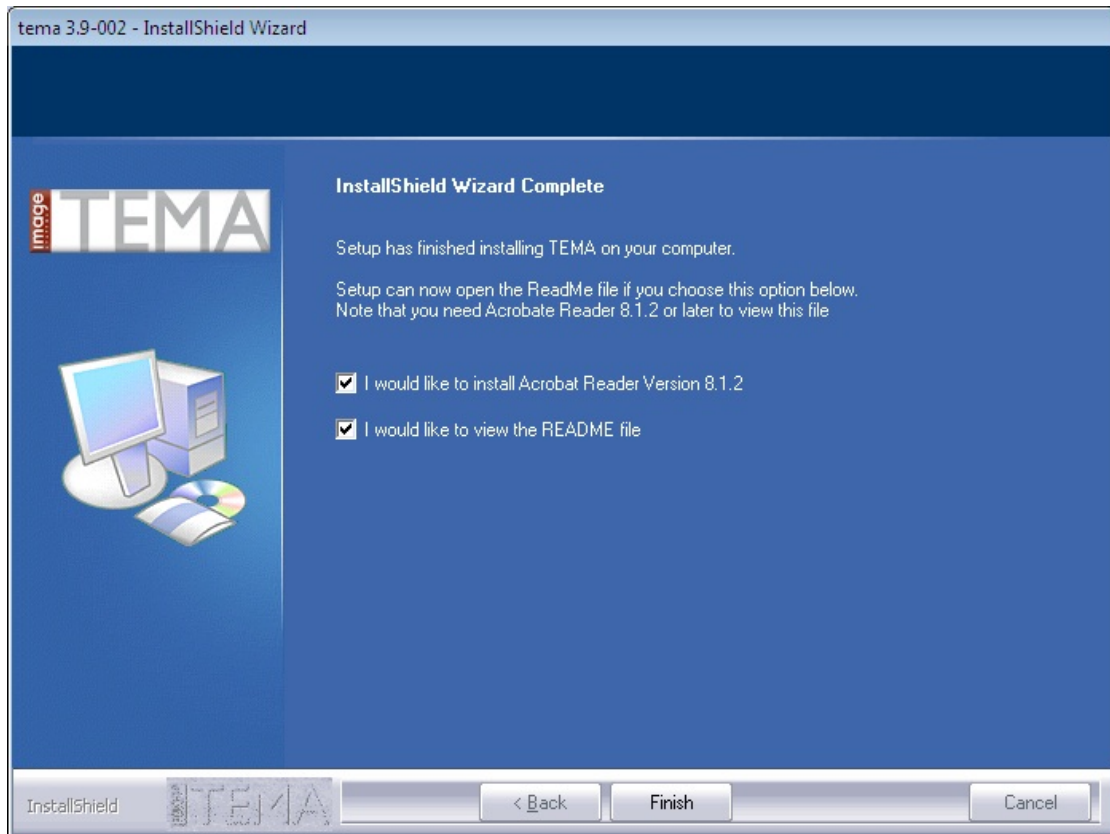 tema 3.9-002 - InstallShield Wizard
image
TEMA
InstallShield Wizard Complete
Setup has finished installing TEMA on your computer.
Setup can now open the ReadMe file if you choose this option below.
Note that you need Acrobate Reader 8.1.2 or later to view this file
I would like to install Acrobat Reader Version 8.1.2
I would like to view the README file
InstallShield
TEMA
< Back
Finish
Cancel